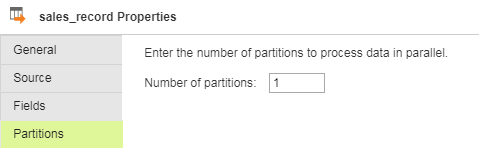 sales_record Properties
General
Source
Fields
Partitions
Enter the number of partitions to process data in parallel.
Number of partitions: 1